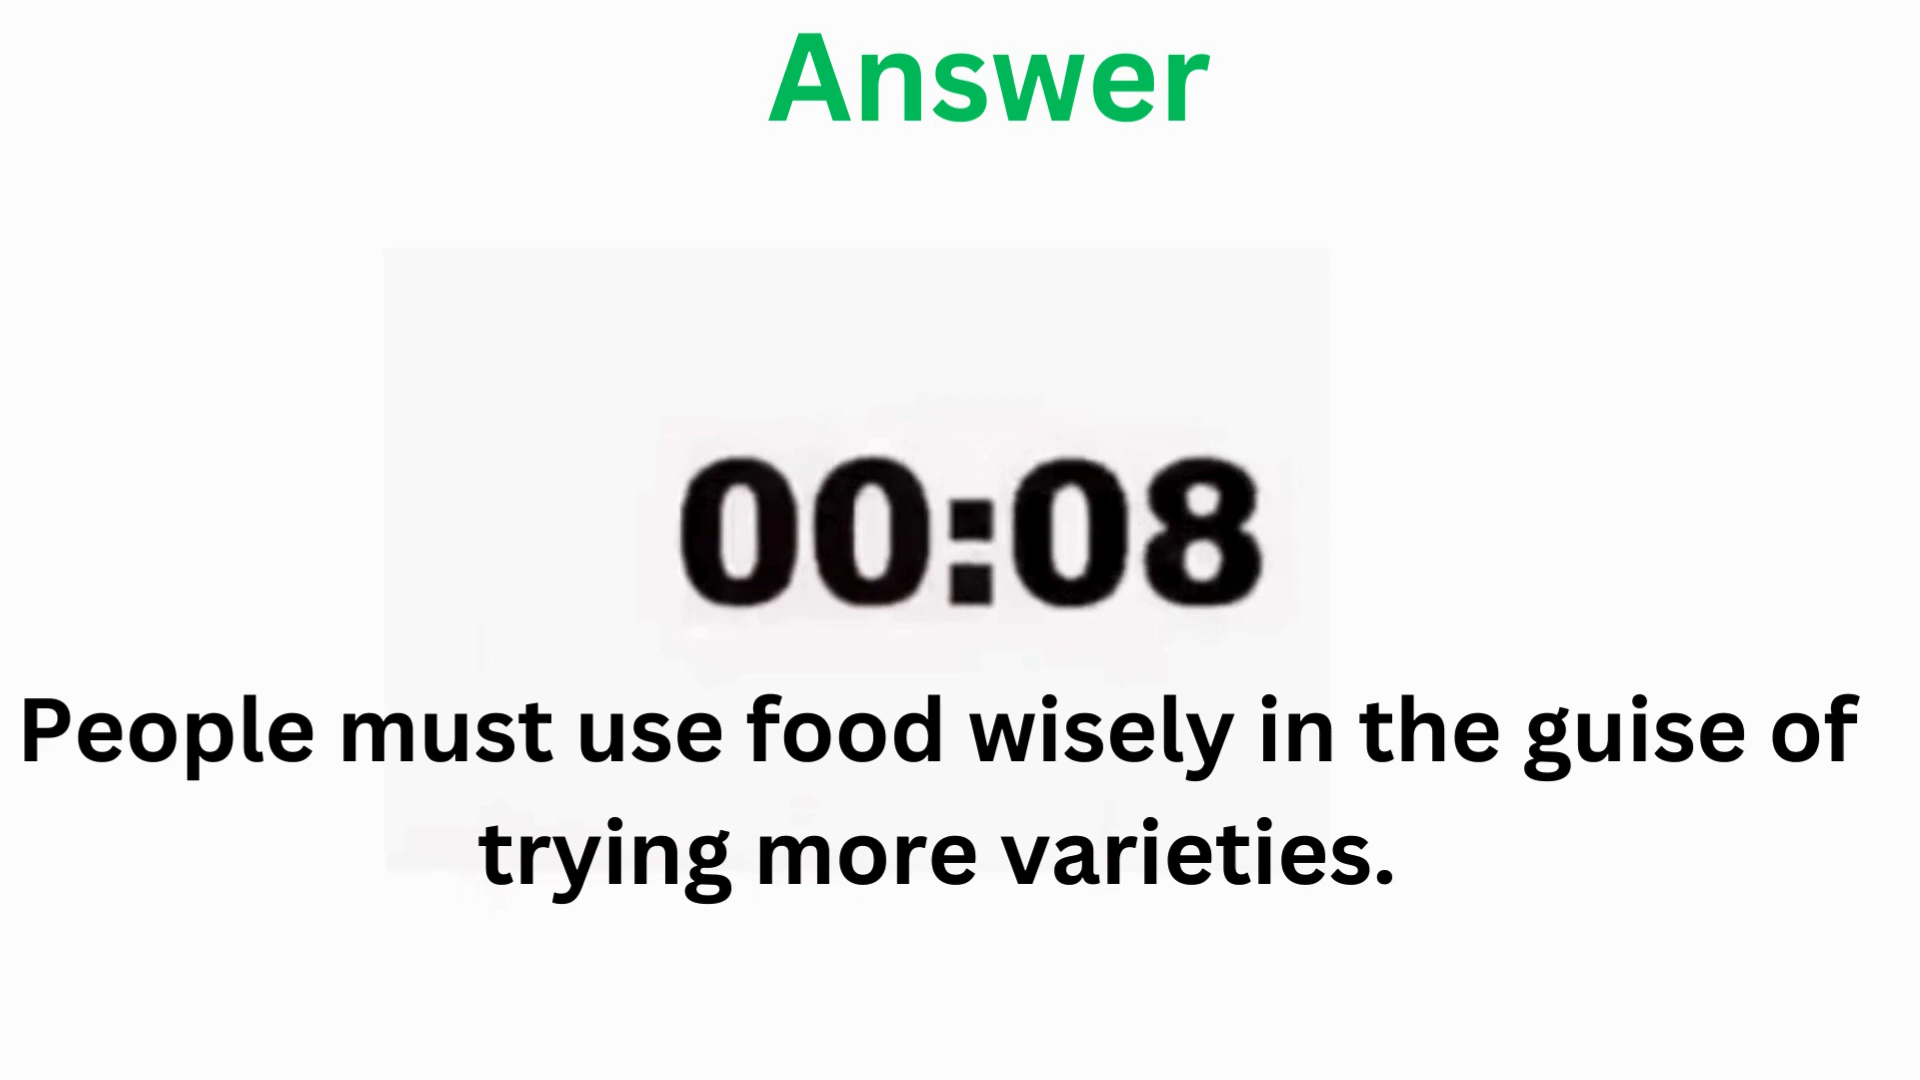 Answer
00:08
People must use food wisely in the guise of
trying more varieties.